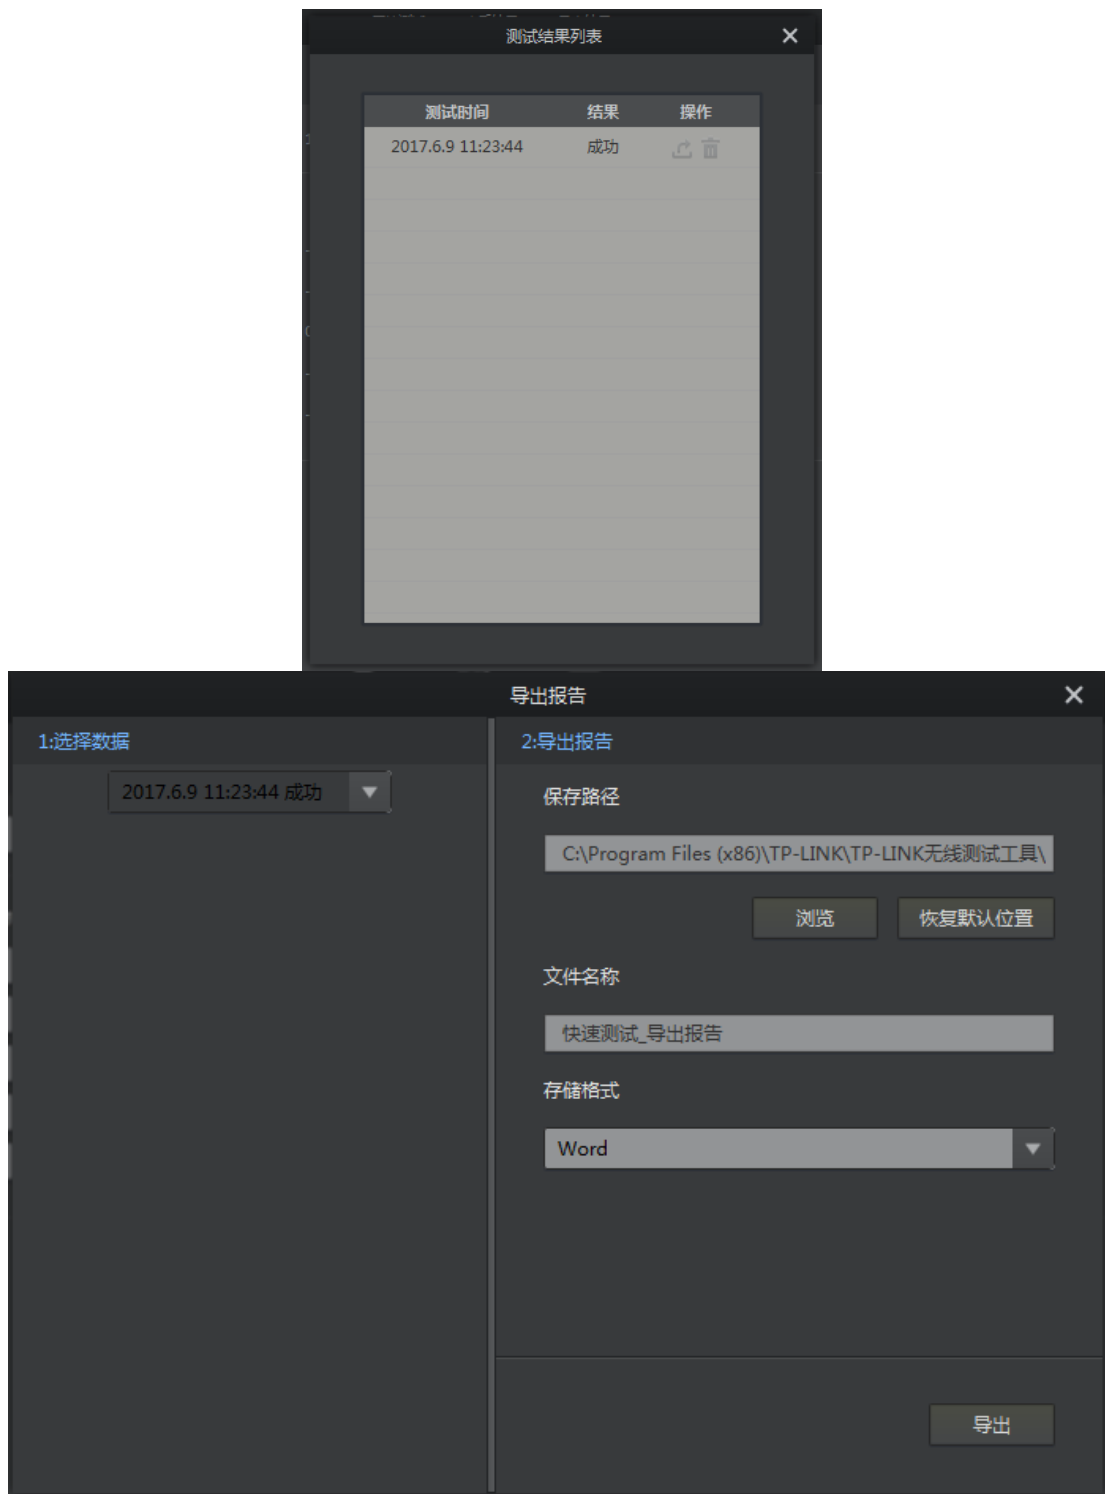 测试结果列表
测试时间 结果 操作
2017.6.9 11:23:44 成功
导出报告
1:选择数据
2017.6.9 11:23:44 成功
2:导出报告
保存路径
C:\Program Files (x86)\TP-LINK\TP-LINK无线测试工具\
浏览 恢复默认位置
文件名称
快速测试_导出报告
存储格式
Word
导出